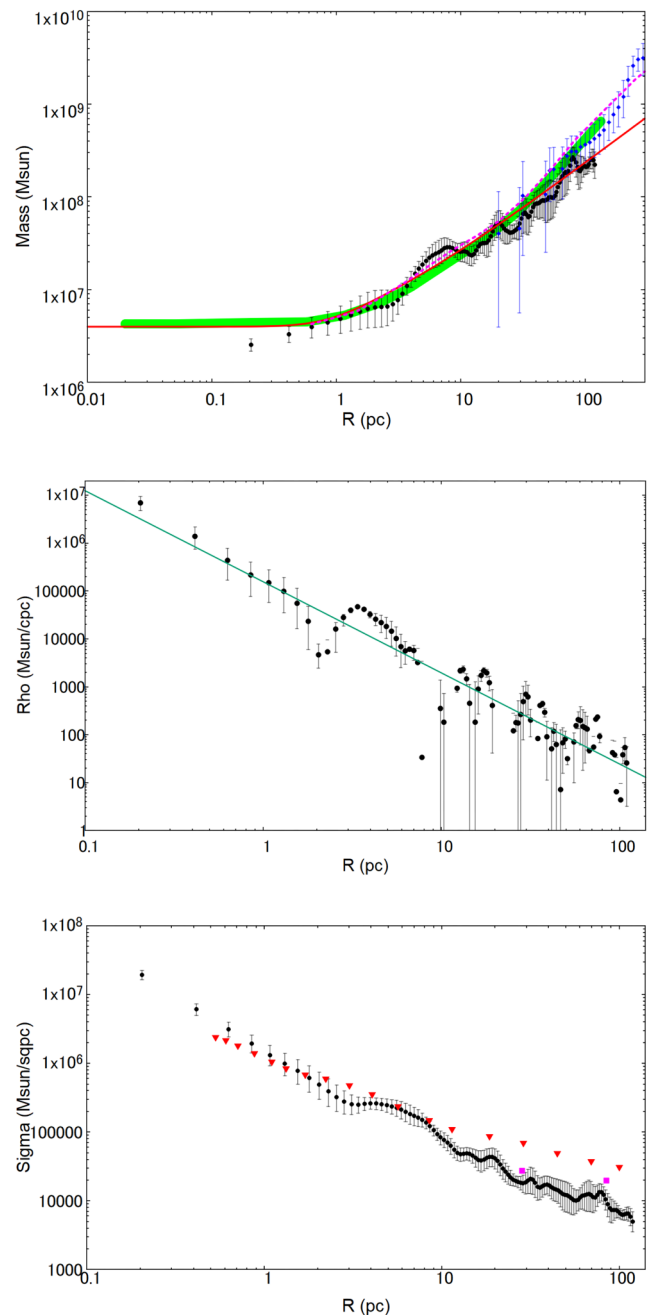 1x10^10
1x10^9
1x10^8
1x10^7
1x10^6
Mass (Msun)
0.01 0.1 1 10 100
R (pc)
1x10^7
1x10^6
100000
10000
1000
100
10
1
Rho (Msun/cpc)
0.1 1 10 100
R (pc)
1x10^8
1x10^7
1x10^6
100000
10000
1000
Sigma (Msun/sqpc)
0.1 1 10 100
R (pc)